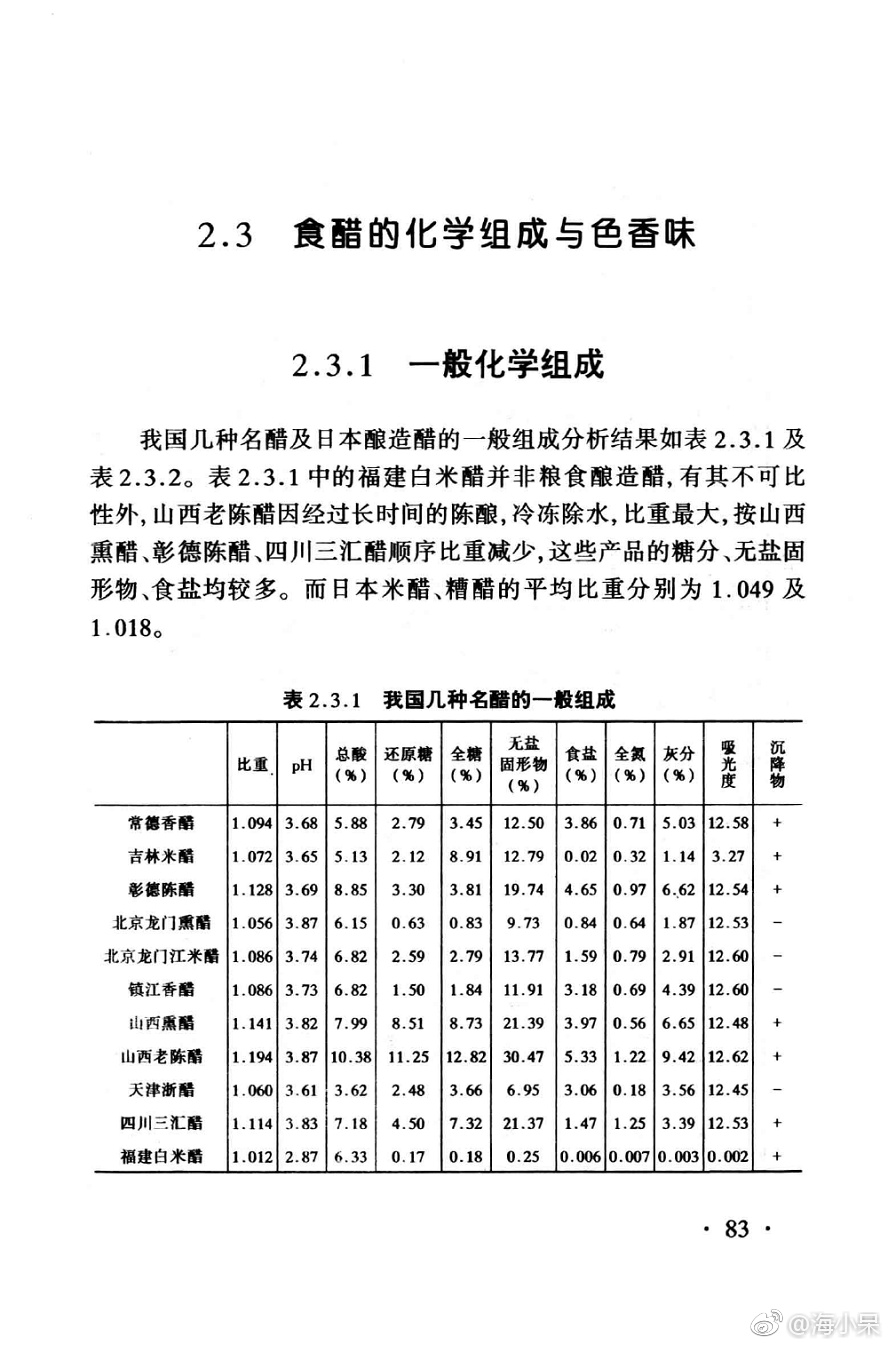 2.3 食醋的化学组成与色香味
2.3.1 一般化学组成
我国几种名醋及日本酿造醋的一般组成分析结果如表2.3.1及
表2.3.2。表2.3.1中的福建白米醋并非粮食酿造醋,有其不可比
性外,山西老陈醋因经过长时间的陈酿,冷冻除水,比重最大,按山西
熏醋、彰德陈醋、四川三汇醋顺序比重减少,这些产品的糖分、无盐固
形物、食盐均较多。而日本米醋、糟醋的平均比重分别为1.049及
1.018。
表2.3.1 我国几种名醋的一般组成
比重 pH 总酸(%) 还原糖(%) 全糖(%) 无盐固形物(%) 食盐(%) 全氮(%) 灰分(%) 吸光度 沉降物
常德香醋 1.094 3.68 5.88 2.79 3.45 12.50 3.86 0.71 5.03 12.58 +
吉林米醋 1.072 3.65 5.13 2.12 8.91 12.79 0.02 0.32 1.14 3.27 +
彰德陈醋 1.128 3.69 8.85 3.30 3.81 19.74 4.65 0.97 6.62 12.54 +
北京龙门熏醋 1.056 3.87 6.15 0.63 0.83 9.73 0.84 0.64 1.87 12.53 -
北京龙门江米醋 1.086 3.74 6.82 2.59 2.79 13.77 1.59 0.79 2.91 12.60 -
镇江香醋 1.086 3.73 6.82 1.50 1.84 11.91 3.18 0.69 4.39 12.60 -
山西熏醋 1.141 3.82 7.99 8.51 8.73 21.39 3.97 0.56 6.65 12.48 +
山西老陈醋 1.194 3.87 10.38 11.25 12.82 30.47 5.33 1.22 9.42 12.62 +
天津浙醋 1.060 3.61 3.62 2.48 3.66 6.95 3.06 0.18 3.56 12.45 -
四川三汇醋 1.114 3.83 7.18 4.50 7.32 21.37 1.47 1.25 3.39 12.53 +
福建白米醋 1.012 2.87 6.33 0.17 0.18 0.25 0.006 0.007 0.003 0.002 +
· 83 ·
@海小呆